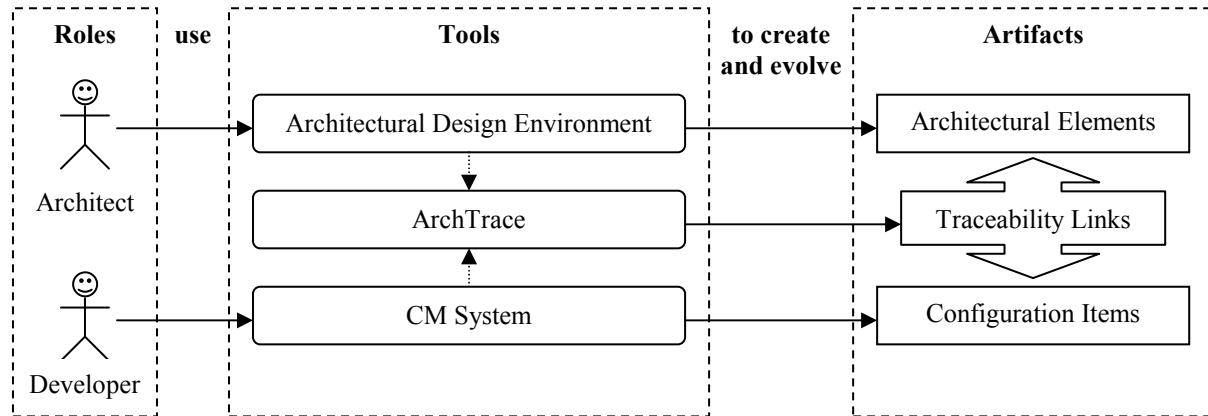 Roles
use
Tools
to create
and evolve
Artifacts
Architectural Design Environment
Architectural Elements
Architect
ArchTrace
Traceability Links
CM System
Configuration Items
Developer